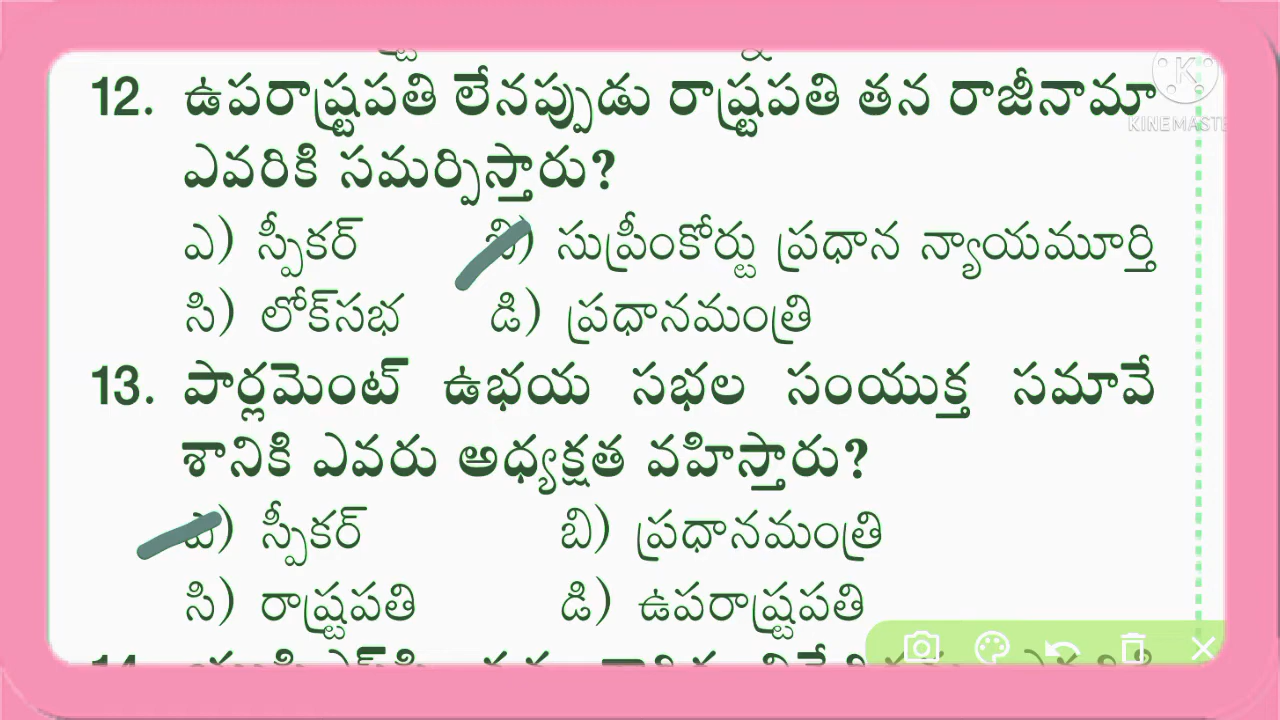 12. ఉపరాష్ట్రపతి లేనప్పుడు రాష్ట్రపతి తన రాజీనామా
ఎవరికి సమర్పిస్తారు?
ఎ) స్పీకర్ బి) సుప్రీంకోర్టు ప్రధాన న్యాయమూర్తి
సి) లోక్‌సభ డి) ప్రధానమంత్రి
13. పార్లమెంట్ ఉభయ సభల సంయుక్త సమావే
శానికి ఎవరు అధ్యక్షత వహిస్తారు?
ఎ) స్పీకర్ బి) ప్రధానమంత్రి
సి) రాష్ట్రపతి డి) ఉపరాష్ట్రపతి
K
KINEMASTE